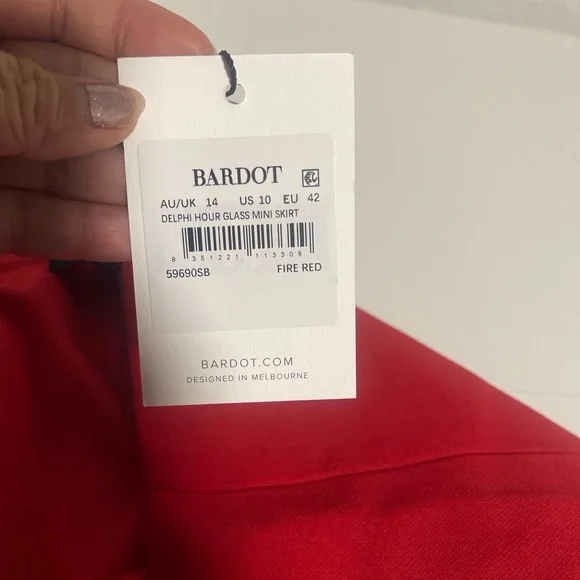 BARDOT
AU/UK 14 US 10 EU 42
DELPHI HOUR GLASS MINI SKIRT
9 351221 113309
59690SB FIRE RED
BARDOT.COM
DESIGNED IN MELBOURNE